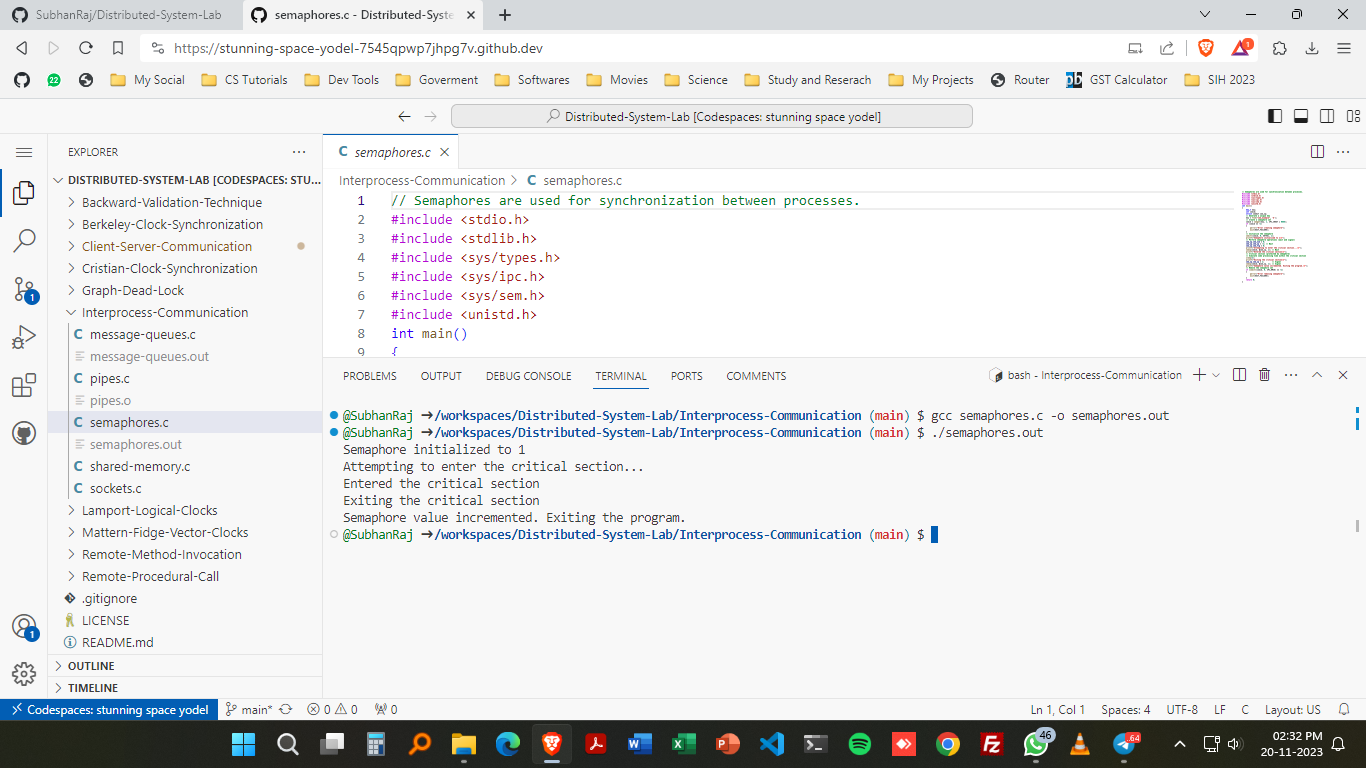 SubhanRaj/Distributed-System-Lab
semaphores.c - Distributed-Syste
https://stunning-space-yodel-7545qpwp7jhpg7v.github.dev
1
22
My Social
CS Tutorials
Dev Tools
Goverment
Softwares
Movies
Science
Study and Reserach
My Projects
Router
GST Calculator
SIH 2023
Distributed-System-Lab [Codespaces: stunning space yodel]
EXPLORER
DISTRIBUTED-SYSTEM-LAB [CODESPACES: STU...
Backward-Validation-Technique
Berkeley-Clock-Synchronization
Client-Server-Communication
Cristian-Clock-Synchronization
Graph-Dead-Lock
Interprocess-Communication
C message-queues.c
message-queues.out
C pipes.c
pipes.o
C semaphores.c
semaphores.out
C shared-memory.c
C sockets.c
Lamport-Logical-Clocks
Mattern-Fidge-Vector-Clocks
Remote-Method-Invocation
Remote-Procedural-Call
.gitignore
LICENSE
README.md
OUTLINE
TIMELINE
1
1
C semaphores.c
Interprocess-Communication > C semaphores.c
1 // Semaphores are used for synchronization between processes.
2 #include <stdio.h>
3 #include <stdlib.h>
4 #include <sys/types.h>
5 #include <sys/ipc.h>
6 #include <sys/sem.h>
7 #include <unistd.h>
8 int main()
9 {
PROBLEMS OUTPUT DEBUG CONSOLE TERMINAL PORTS COMMENTS
bash - Interprocess-Communication
@SubhanRaj ➜/workspaces/Distributed-System-Lab/Interprocess-Communication (main) $ gcc semaphores.c -o semaphores.out
@SubhanRaj ➜/workspaces/Distributed-System-Lab/Interprocess-Communication (main) $ ./semaphores.out
Semaphore initialized to 1
Attempting to enter the critical section...
Entered the critical section
Exiting the critical section
Semaphore value incremented. Exiting the program.
@SubhanRaj ➜/workspaces/Distributed-System-Lab/Interprocess-Communication (main) $
Codespaces: stunning space yodel
main*
0 0
0
Ln 1, Col 1
Spaces: 4
UTF-8
LF
C
Layout: US
46
64
02:32 PM
20-11-2023